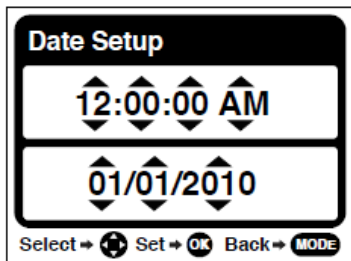 Date Setup
12:00:00 AM
01/01/2010
Select ➡ Set ➡ OK Back ➡ MODE